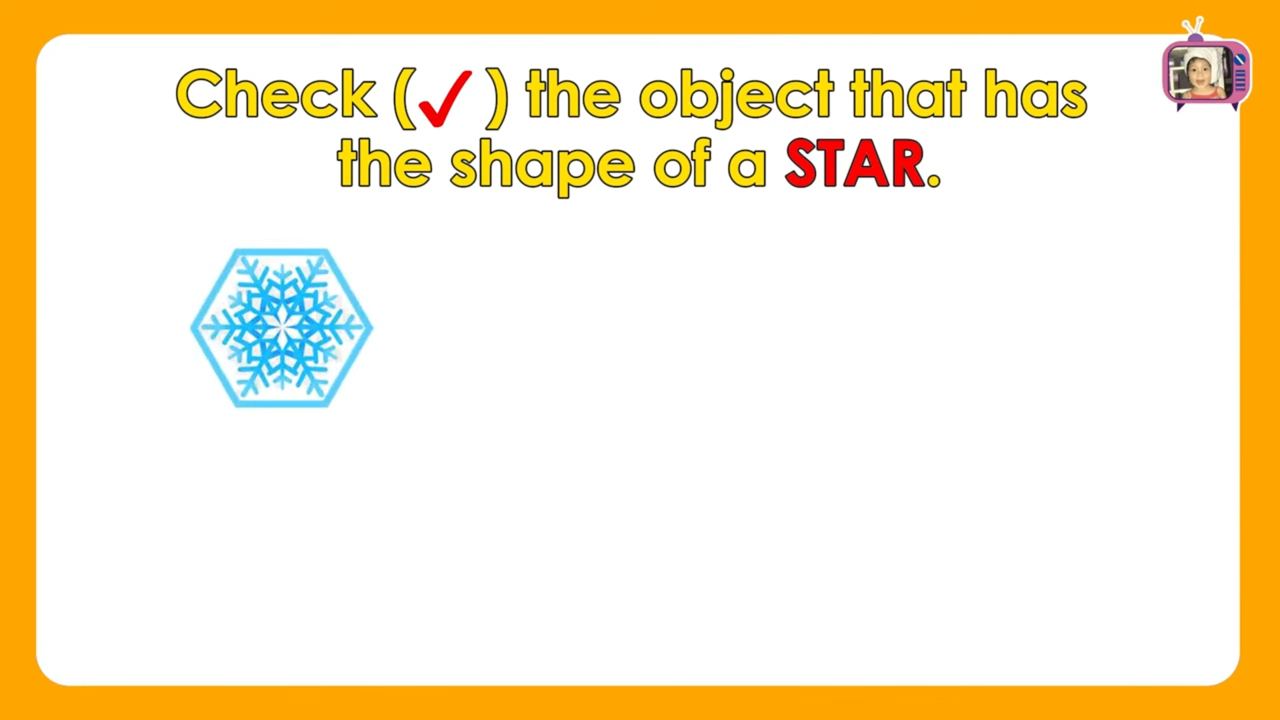 Check (✓) the object that has
the shape of a STAR.